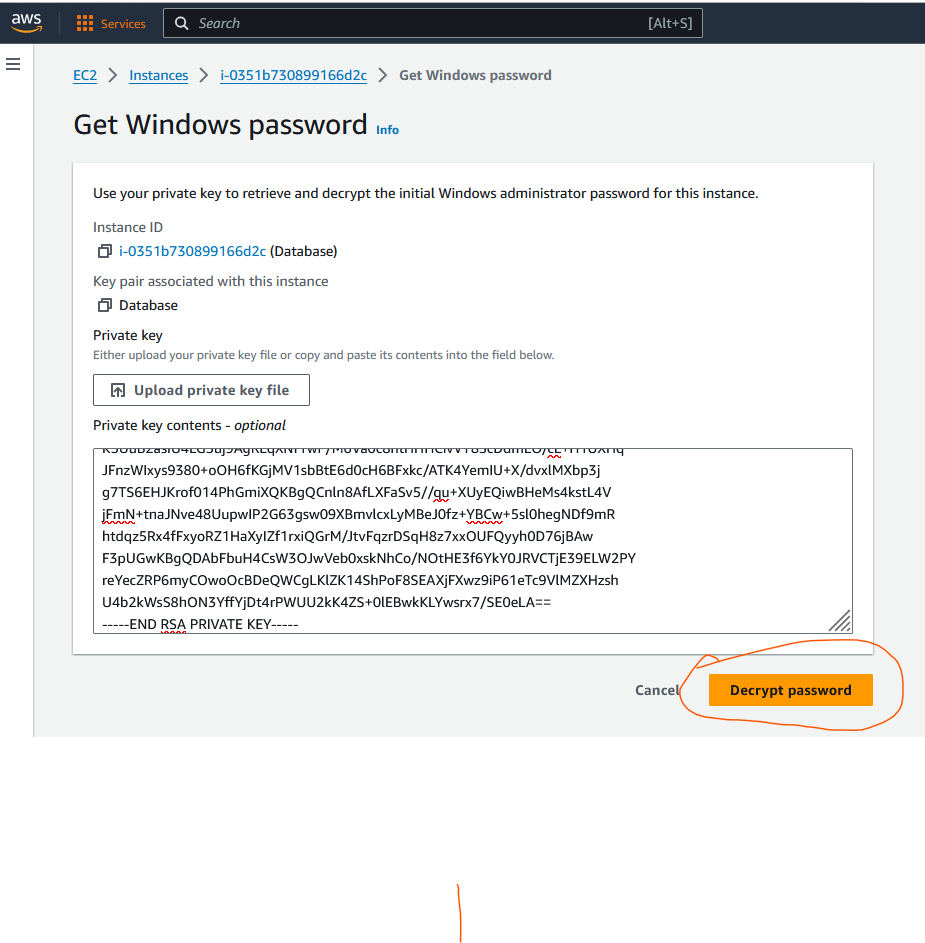 aws
Services
Search
[Alt+S]
EC2 > Instances > i-0351b730899166d2c > Get Windows password
Get Windows password Info
Use your private key to retrieve and decrypt the initial Windows administrator password for this instance.
Instance ID
i-0351b730899166d2c (Database)
Key pair associated with this instance
Database
Private key
Either upload your private key file or copy and paste its contents into the field below.
Upload private key file
Private key contents - optional
JFnzWIxys9380+oOH6fKGjMV1sbBtE6d0cH6BFxkc/ATK4YemIU+X/dvxlMXbp3j
g7TS6EHJKrof014PhGmiXQKBgQCnln8AfLXFaSv5//qu+XUyEQiwBHeMs4kstL4V
jFmN+tnaJNve48UupwIP2G63gsw09XBmvlcxLyMBeJ0fz+YBCw+5sl0hegNDf9mR
htdqz5Rx4fFxyoRZ1HaXyIZf1rxiQGrM/JtvFqzrDSqH8z7xxOUFQyyh0D76jBAw
F3pUGwKBgQDAbFbuH4CsW3OJwVeb0xskNhCo/NOtHE3f6YkY0JRVCTjE39ELW2PY
reYecZRP6myCOwoOcBDeQWCgLKlZK14ShPoF8SEAXjFXwz9iP61eTc9VlMZXHzsh
U4b2kWsS8hON3YffYjDt4rPWUU2kK4ZS+0lEBwkKLYwsrx7/SE0eLA==
-----END RSA PRIVATE KEY-----
Cancel
Decrypt password